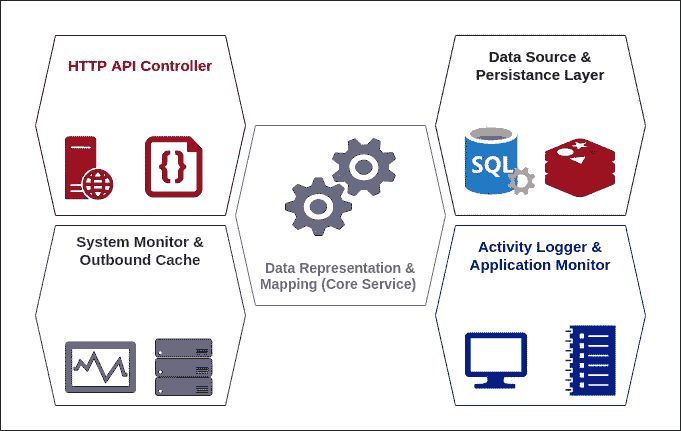 HTTP API Controller
Data Source &
Persistance Layer
SQL
{}
Data Representation &
Mapping (Core Service)
System Monitor &
Outbound Cache
Activity Logger &
Application Monitor